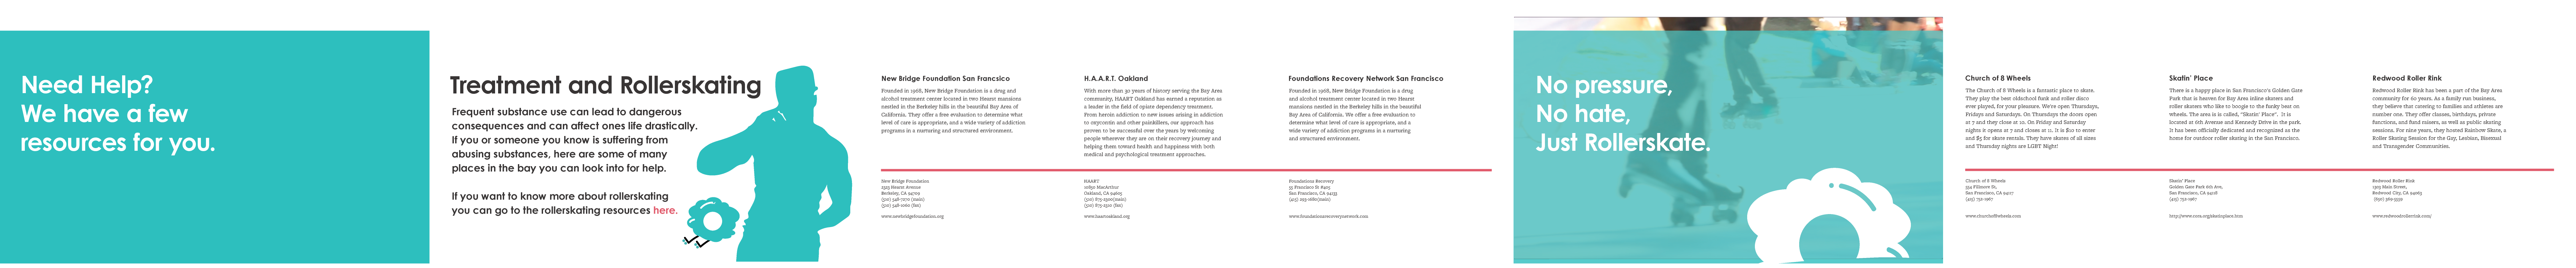 Need Help?
We have a few
resources for you.
Treatment and Rollerskating
Frequent substance use can lead to dangerous
consequences and can affect ones life drastically.
If you or someone you know is suffering from
abusing substances, here are some of many
places in the bay you can look into for help.
If you want to know more about rollerskating
you can go to the rollerskating resources here.
New Bridge Foundation San Francsico
Founded in 1968, New Bridge Foundation is a drug and
alcohol treatment center located in two Hearst mansions
nestled in the Berkeley hills in the beautiful Bay Area of
California. They offer a free evaluation to determine what
level of care is appropriate, and a wide variety of addiction
programs in a nurturing and structured environment.
New Bridge Foundation
2323 Hearst Avenue
Berkeley, CA 94709
(510) 548-7270 (main)
(510) 548-1060 (fax)
www.newbridgefoundation.org
H.A.A.R.T. Oakland
With more than 30 years of history serving the Bay Area
community, HAART Oakland has earned a reputation as
a leader in the field of opiate dependency treatment.
From heroin addiction to new issues arising in addiction
to oxycontin and other painkillers, our approach has
proven to be successful over the years by welcoming
people wherever they are on their recovery journey and
helping them toward health and happiness with both
medical and psychological treatment approaches.
HAART
10850 MacArthur
Oakland, CA 94605
(510) 875-2300(main)
(510) 875-2310 (fax)
www.haartoakland.org
Foundations Recovery Network San Francisco
Founded in 1968, New Bridge Foundation is a drug
and alcohol treatment center located in two Hearst
mansions nestled in the Berkeley hills in the beautiful
Bay Area of California. We offer a free evaluation to
determine what level of care is appropriate, and a
wide variety of addiction programs in a nurturing
and structured environment.
Foundations Recovery
55 Francisco St #405
San Francisco, CA 94133
www.foundationsrecoverynetwork.com
No pressure,
No hate,
Just Rollerskate.
Church of 8 Wheels
The Church of 8 Wheels is a fantastic place to skate.
They play the best oldschool funk and roller disco
ever played, for your pleasure. We're open Thursdays,
Fridays and Saturdays. On Thursdays the doors open
at 7 and they close at 10. On Friday and Saturday
nights it opens at 7 and closes at 11. It is $10 to enter
and $5 for skate rentals. They have skates of all sizes
and Thursday nights are LGBT Night!
Church of 8 Wheels
554 Fillmore St,
San Francisco, CA 94117
(415) 752-1967
www.churchof8wheels.com
Skatin' Place
There is a happy place in San Francisco's Golden Gate
Park that is heaven for Bay Area inline skaters and
roller skaters who like to boogie to the funky beat on
wheels. The area is is called, "Skatin' Place". It is
located at 6th Avenue and Kennedy Drive in the park.
It has been officially dedicated and recognized as the
home for outdoor roller skating in the San Francisco.
Skatin' Place
Golden Gate Park 6th Ave,
San Francisco, CA 94118
(415) 752-1967
http://www.cora.org/skatinplace.htm
Redwood Roller Rink
Redwood Roller Rink has been a part of the Bay Area
community for 60 years. As a family run business,
they believe that catering to families and athletes are
number one. They offer classes, birthdays, private
functions, and fund raisers, as well as public skating
sessions. For nine years, they hosted Rainbow Skate, a
Roller Skating Session for the Gay, Lesbian, Bisexual
and Transgender Communities.
Redwood Roller Rink
1303 Main Street,
Redwood City, CA 94063
(650) 369-5550
www.redwoodrollerrink.com/